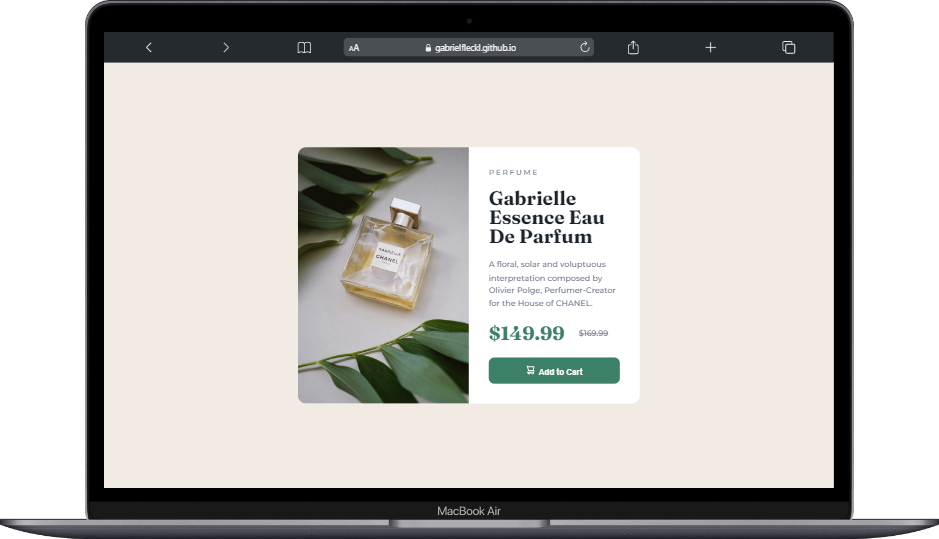 AA
gabrielfleckl.github.io
PERFUME
Gabrielle
Essence Eau
De Parfum
GABRIELLE
CHANEL
A floral, solar and voluptuous
interpretation composed by
Olivier Polge, Perfumer-Creator
for the House of CHANEL.
$149.99 $169.99
Add to Cart
MacBook Air